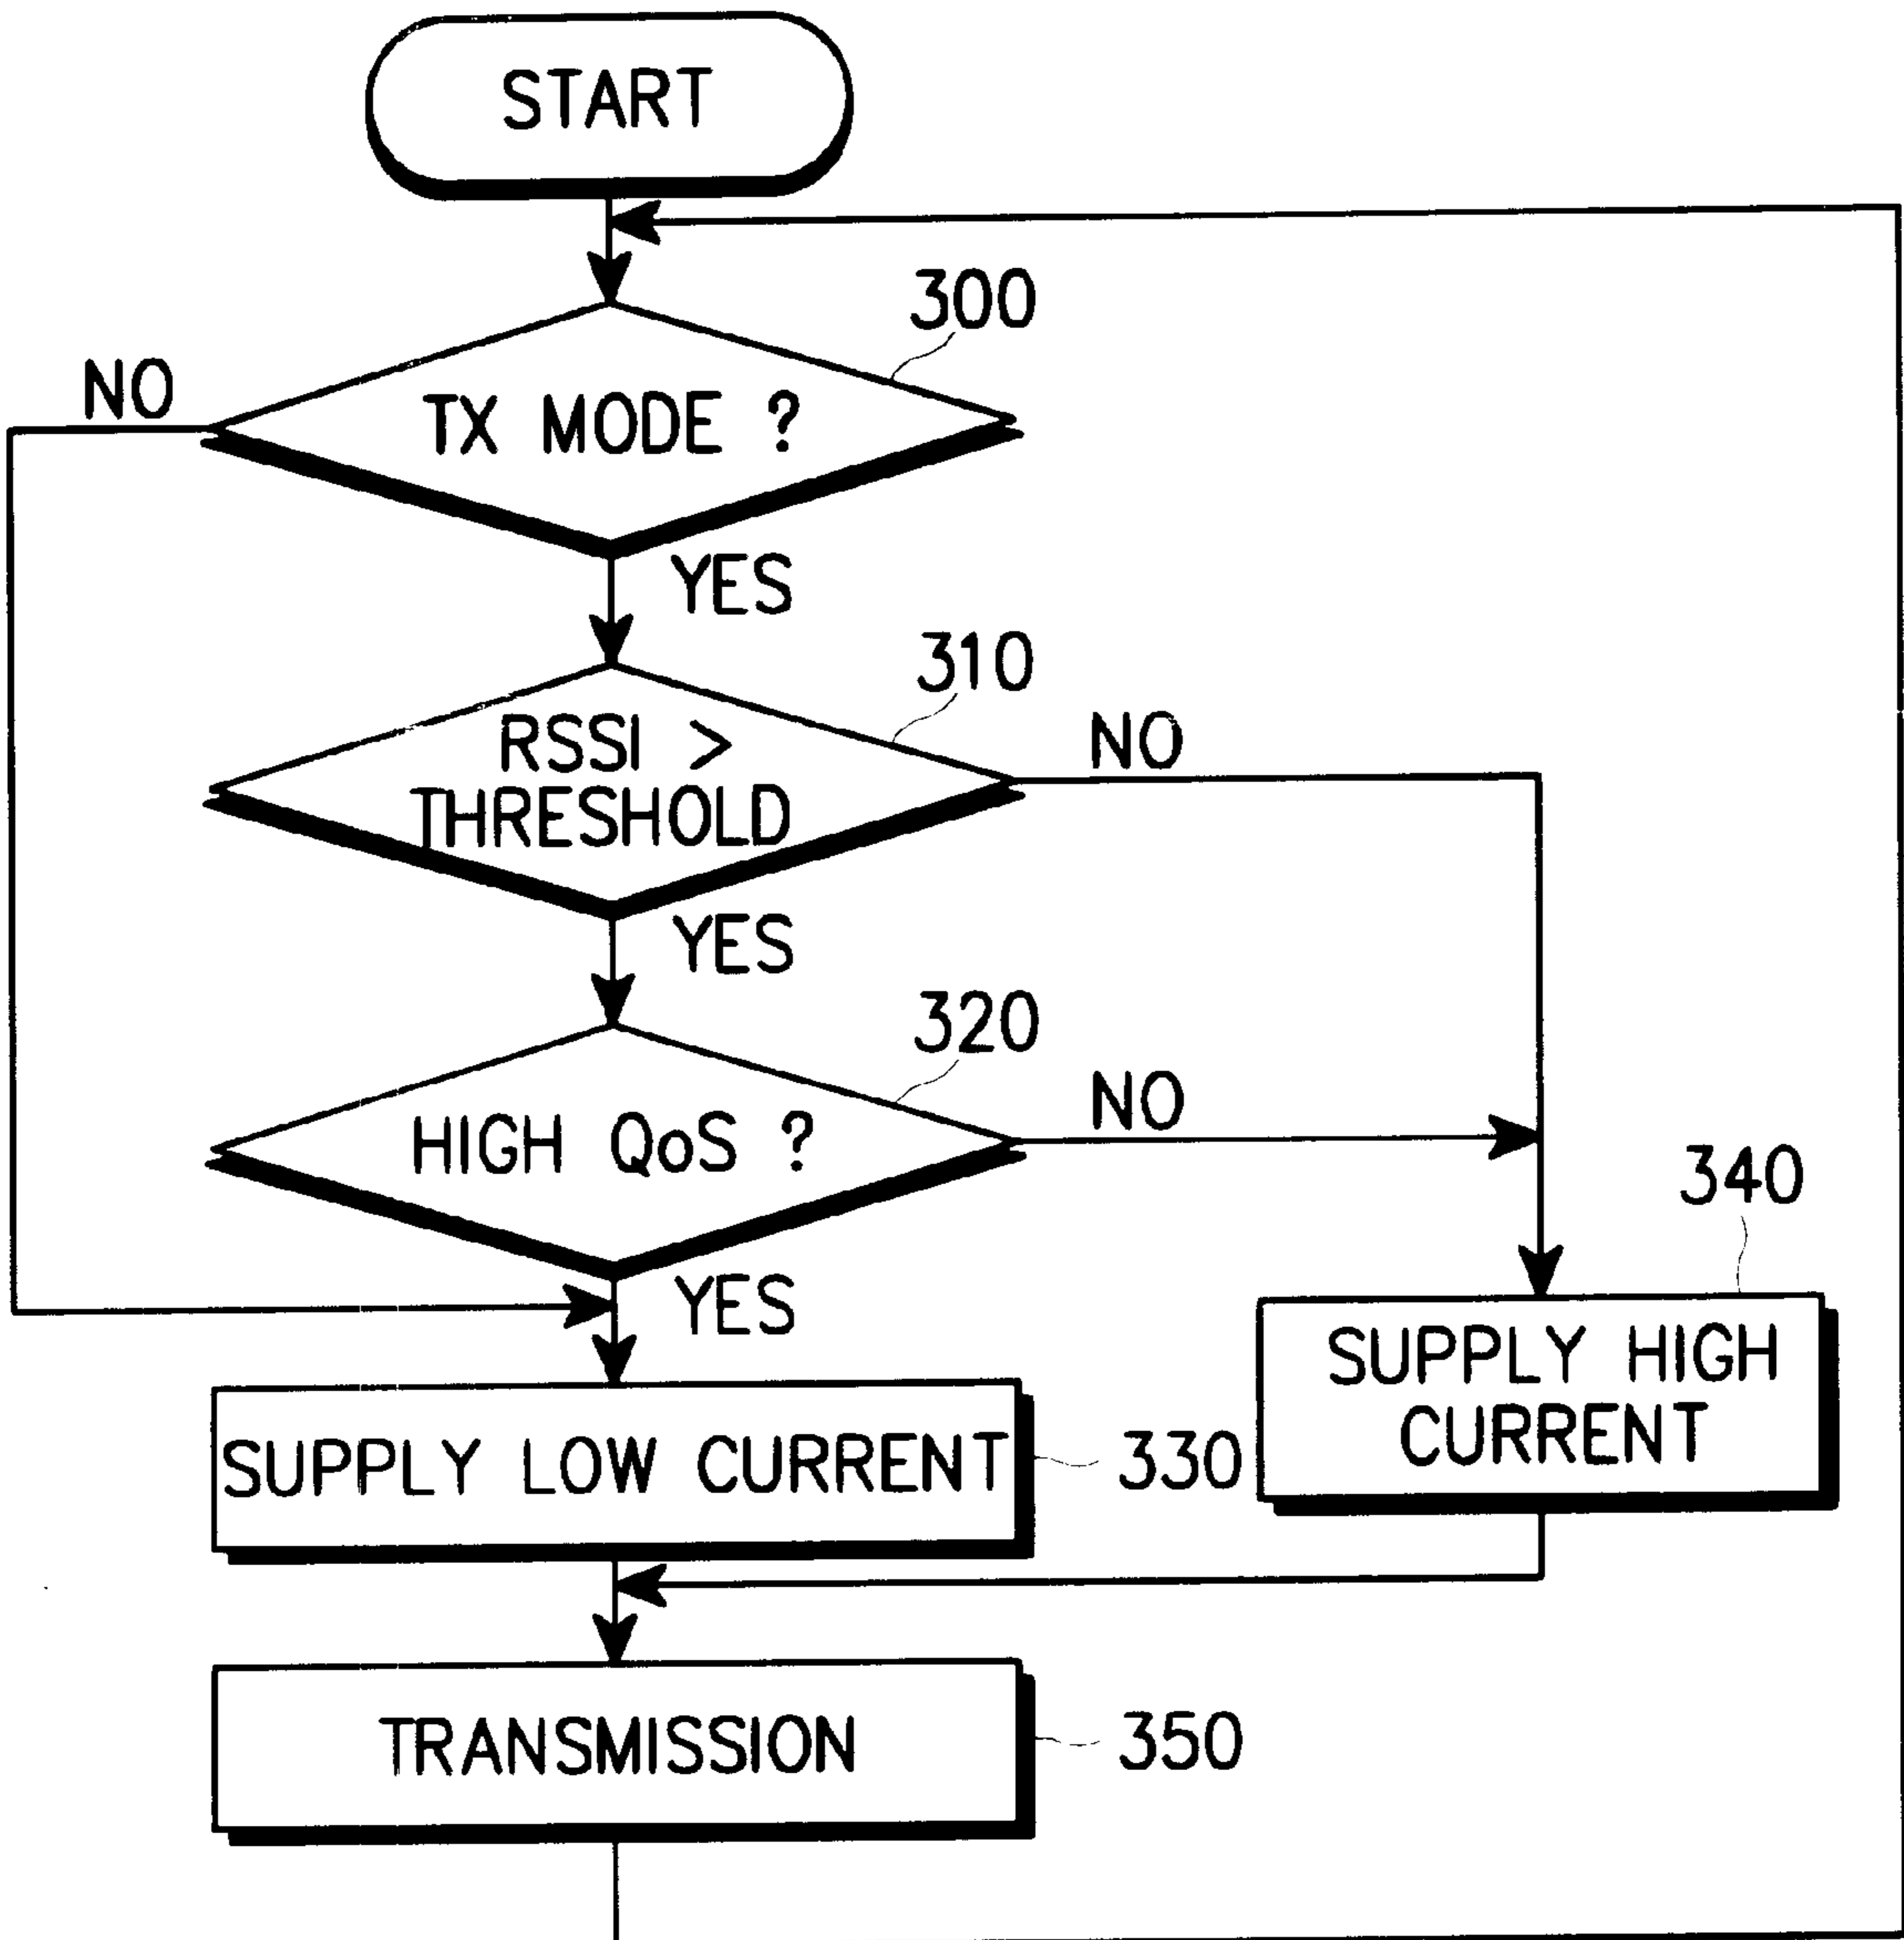 START
300
NO
TX MODE ?
YES
310
RSSI >
THRESHOLD
NO
YES
320
HIGH QoS ?
NO
340
YES
SUPPLY HIGH
CURRENT
SUPPLY LOW CURRENT
330
TRANSMISSION
350